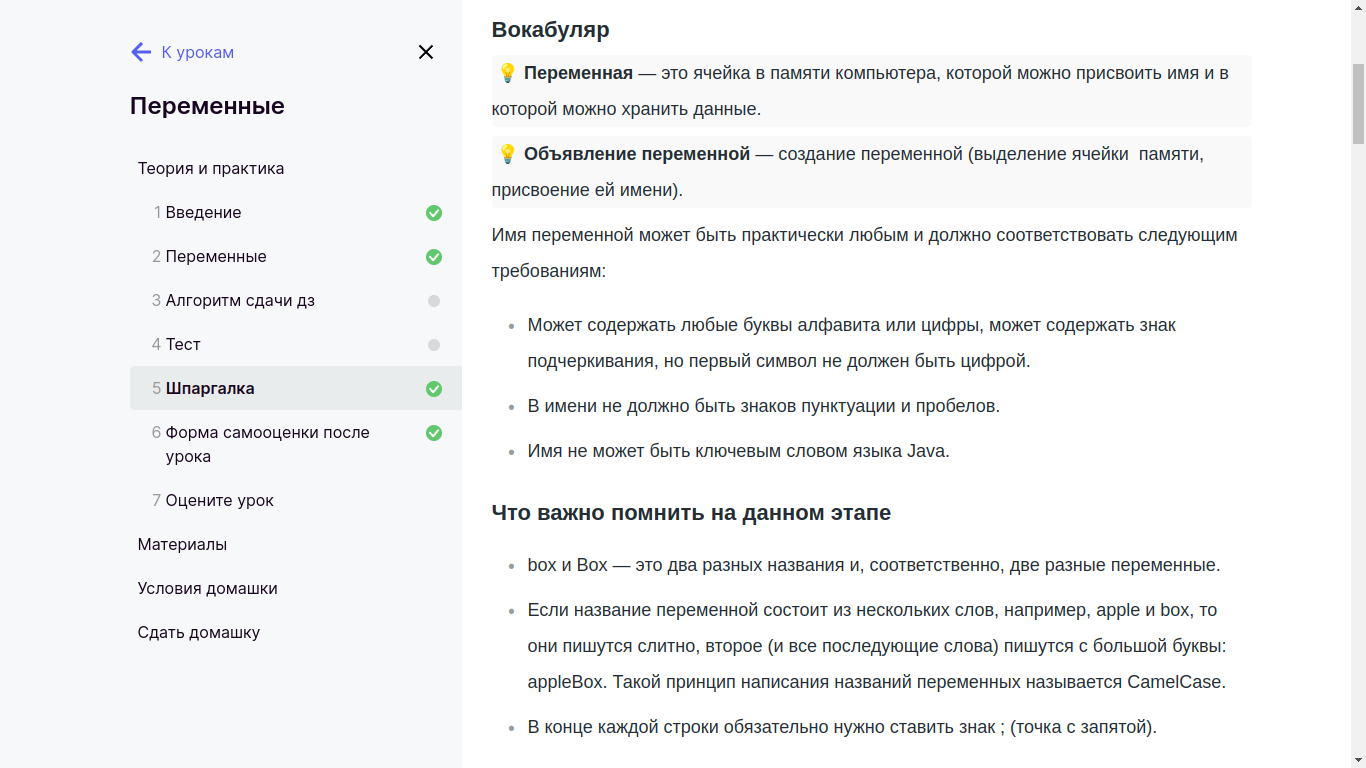 К урокам
Переменные
Теория и практика
1 Введение
2 Переменные
3 Алгоритм сдачи дз
4 Тест
5 Шпаргалка
6 Форма самооценки после
урока
7 Оцените урок
Материалы
Условия домашки
Сдать домашку
Вокабуляр
💡 Переменная — это ячейка в памяти компьютера, которой можно присвоить имя и в
которой можно хранить данные.
💡 Объявление переменной — создание переменной (выделение ячейки  памяти,
присвоение ей имени).
Имя переменной может быть практически любым и должно соответствовать следующим
требованиям:
• Может содержать любые буквы алфавита или цифры, может содержать знак
подчеркивания, но первый символ не должен быть цифрой.
• В имени не должно быть знаков пунктуации и пробелов.
• Имя не может быть ключевым словом языка Java.
Что важно помнить на данном этапе
• box и Box — это два разных названия и, соответственно, две разные переменные.
• Если название переменной состоит из нескольких слов, например, apple и box, то
они пишутся слитно, второе (и все последующие слова) пишутся с большой буквы:
appleBox. Такой принцип написания названий переменных называется CamelCase.
• В конце каждой строки обязательно нужно ставить знак ; (точка с запятой).